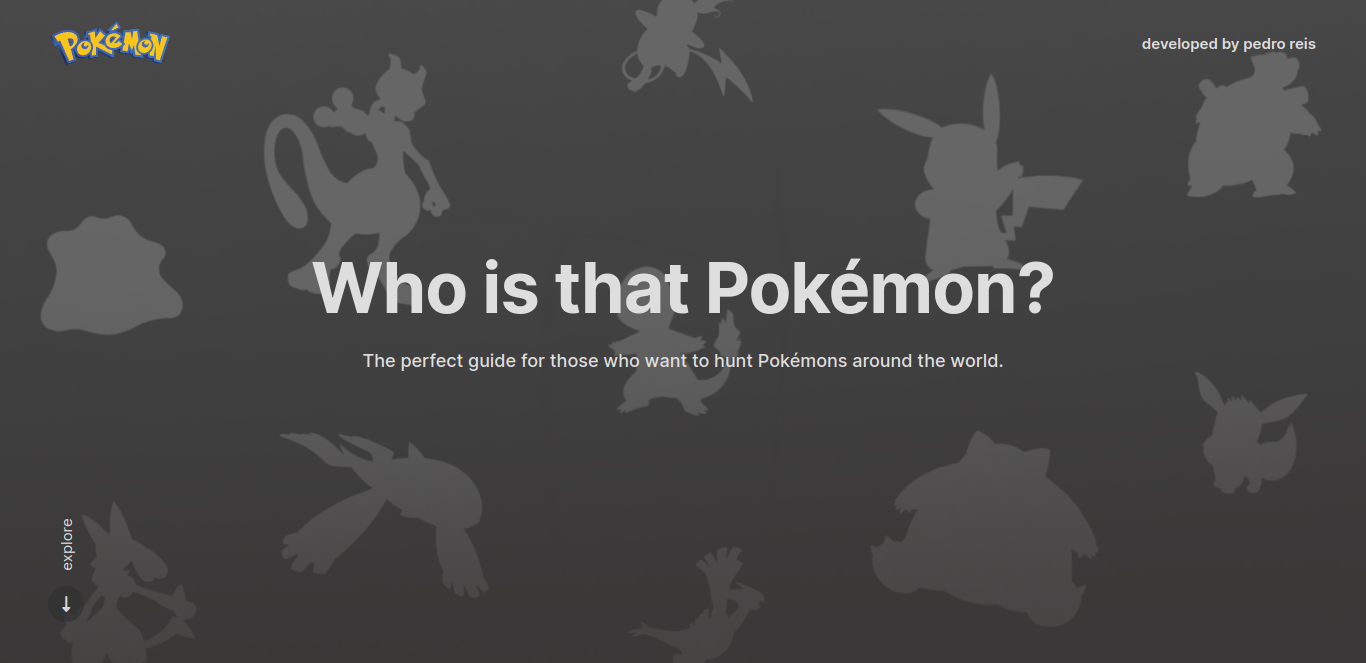 POKéMON
developed by pedro reis
Who is that Pokémon?
The perfect guide for those who want to hunt Pokémons around the world.
explore